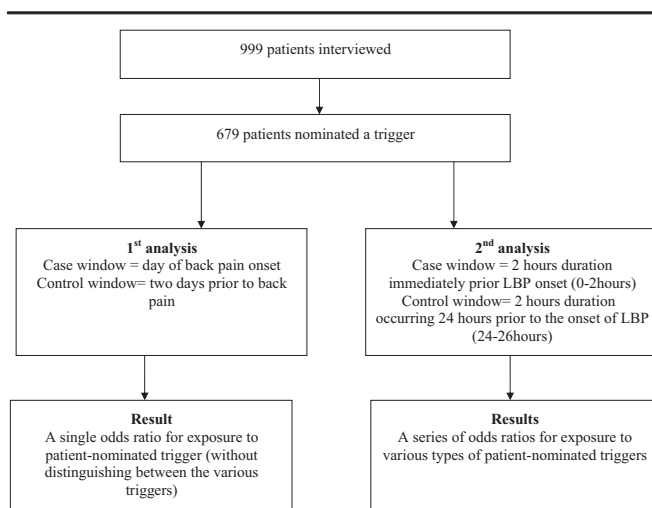 999 patients interviewed
679 patients nominated a trigger
1st analysis
Case window = day of back pain onset
Control window= two days prior to back
pain
2nd analysis
Case window = 2 hours duration
immediately prior LBP onset (0-2hours)
Control window= 2 hours duration
occurring 24 hours prior to the onset of LBP
(24-26hours)
Result
A single odds ratio for exposure to
patient-nominated trigger (without
distinguishing between the various
triggers)
Results
A series of odds ratios for exposure to
various types of patient-nominated triggers